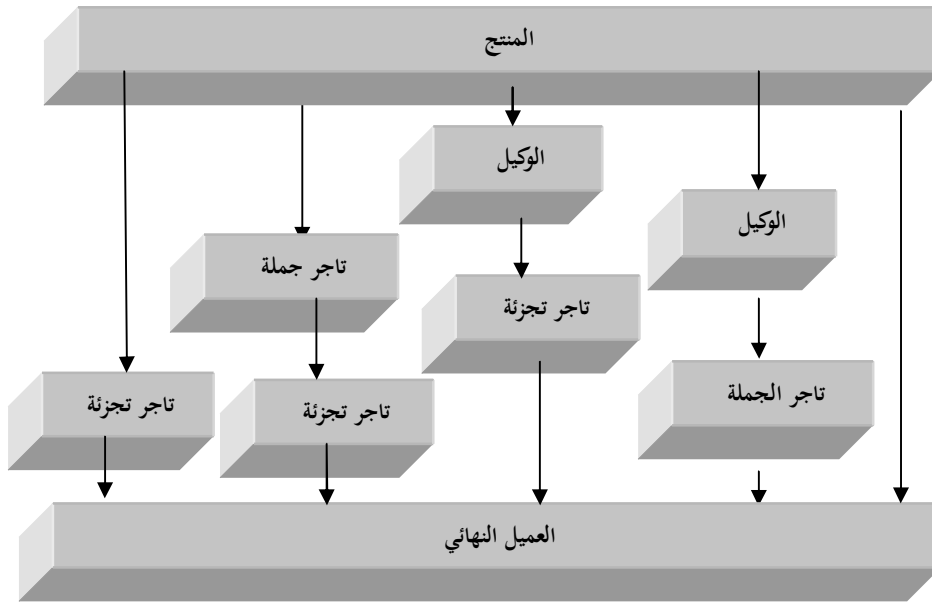 المنتج
الوكيل
الوكيل
تاجر جملة
تاجر تجزئة
تاجر الجملة
تاجر تجزئة
تاجر تجزئة
العميل النهائي